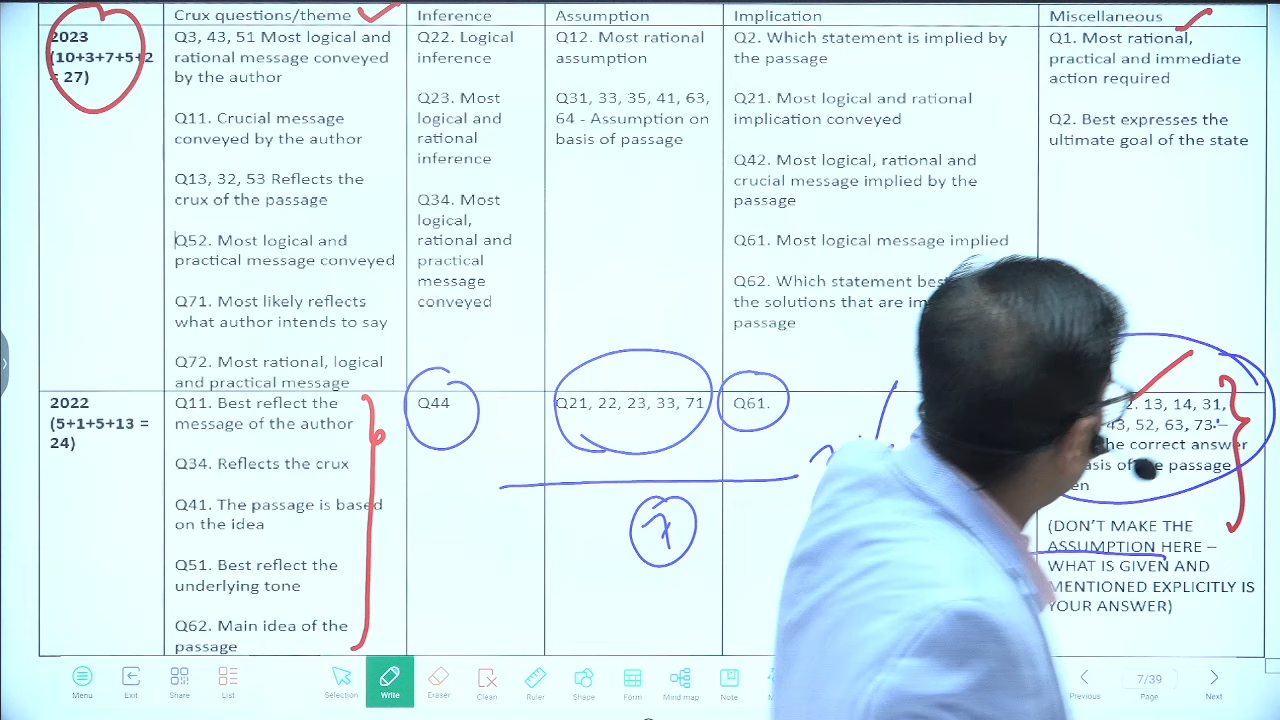 Crux questions/theme
Inference
Assumption
Implication
Miscellaneous
2023
(10+3+7+5+2
= 27)
Q3, 43, 51 Most logical and
rational message conveyed
by the author
Q11. Crucial message
conveyed by the author
Q13, 32, 53 Reflects the
crux of the passage
Q52. Most logical and
practical message conveyed
Q71. Most likely reflects
what author intends to say
Q72. Most rational, logical
and practical message
Q22. Logical
inference
Q23. Most
logical and
rational
inference
Q34. Most
logical,
rational and
practical
message
conveyed
Q12. Most rational
assumption
Q31, 33, 35, 41, 63,
64 - Assumption on
basis of passage
Q2. Which statement is implied by
the passage
Q21. Most logical and rational
implication conveyed
Q42. Most logical, rational and
crucial message implied by the
passage
Q61. Most logical message implied
Q62. Which statement
the solutions that are
passage
Q1. Most rational,
practical and immediate
action required
Q2. Best expresses the
ultimate goal of the state
2022
(5+1+5+13 =
24)
Q11. Best reflect the
message of the author
Q34. Reflects the crux
Q41. The passage is based
on the idea
Q51. Best reflect the
underlying tone
Q62. Main idea of the
passage
Q44
Q21, 22, 23, 33, 71
Q61.
7
13, 14, 31,
43, 52, 63, 73 –
the correct answer
passage
(DON'T MAKE THE
ASSUMPTION HERE –
WHAT IS GIVEN AND
MENTIONED EXPLICITLY IS
YOUR ANSWER)
Menu
Exit
Share
List
Selection
Write
Eraser
Clean
Ruler
Shape
Form
Mind map
Note
Previous
7/39
Page
Next